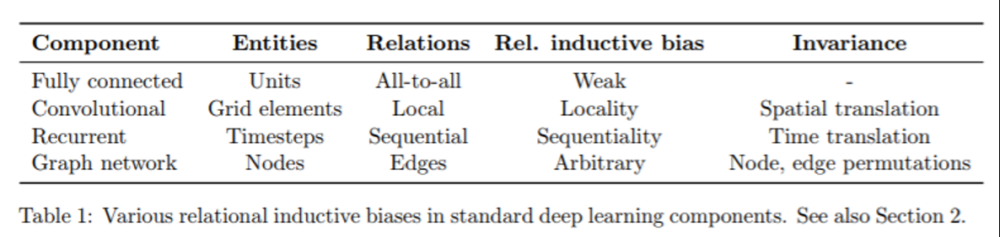 Component Entities Relations Rel. inductive bias Invariance
Fully connected Units All-to-all Weak -
Convolutional Grid elements Local Locality Spatial translation
Recurrent Timesteps Sequential Sequentiality Time translation
Graph network Nodes Edges Arbitrary Node, edge permutations
Table 1: Various relational inductive biases in standard deep learning components. See also Section 2.